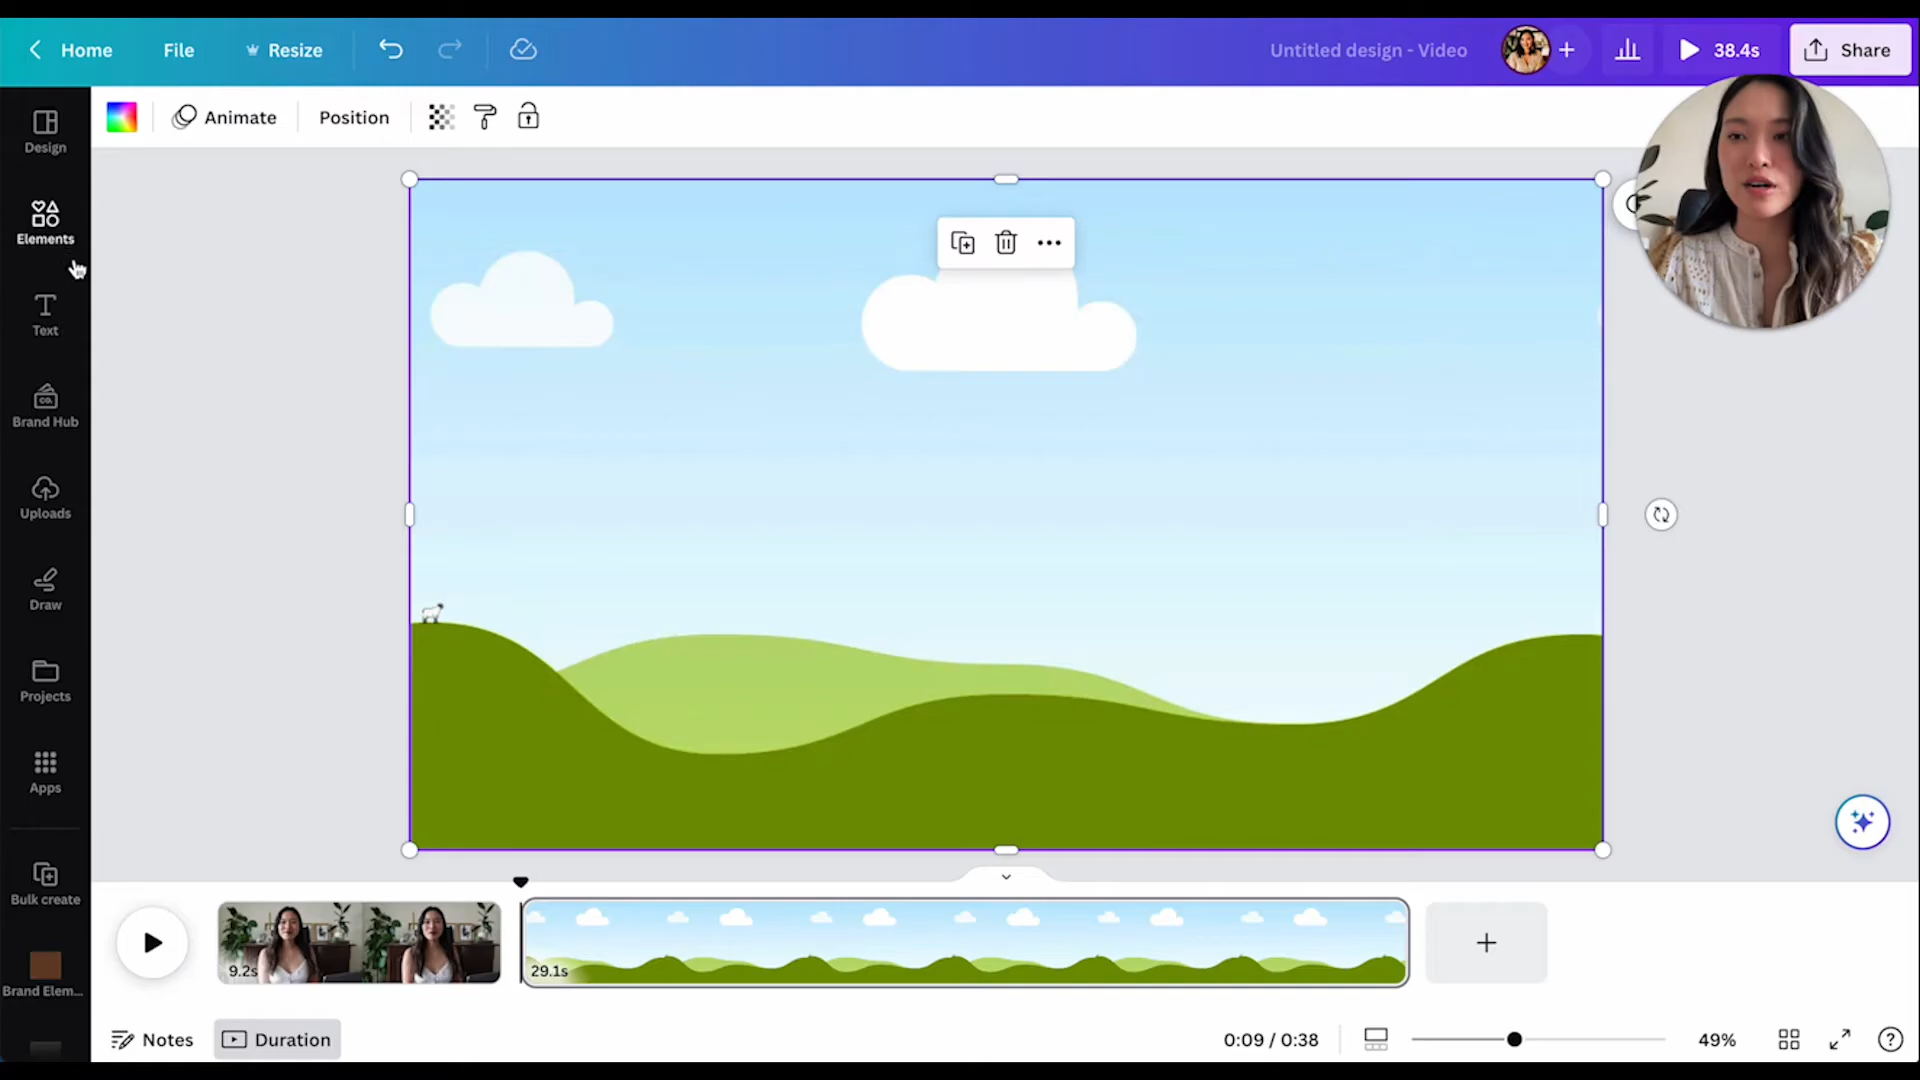 Home File Resize Untitled design - Video 38.4s Share
Animate Position
Design
Elements
Text
Brand Hub
CO.
Uploads
Draw
Projects
Apps
Bulk create
Brand Elem...
9.2s 29.1s
Notes Duration 0:09 / 0:38 49%